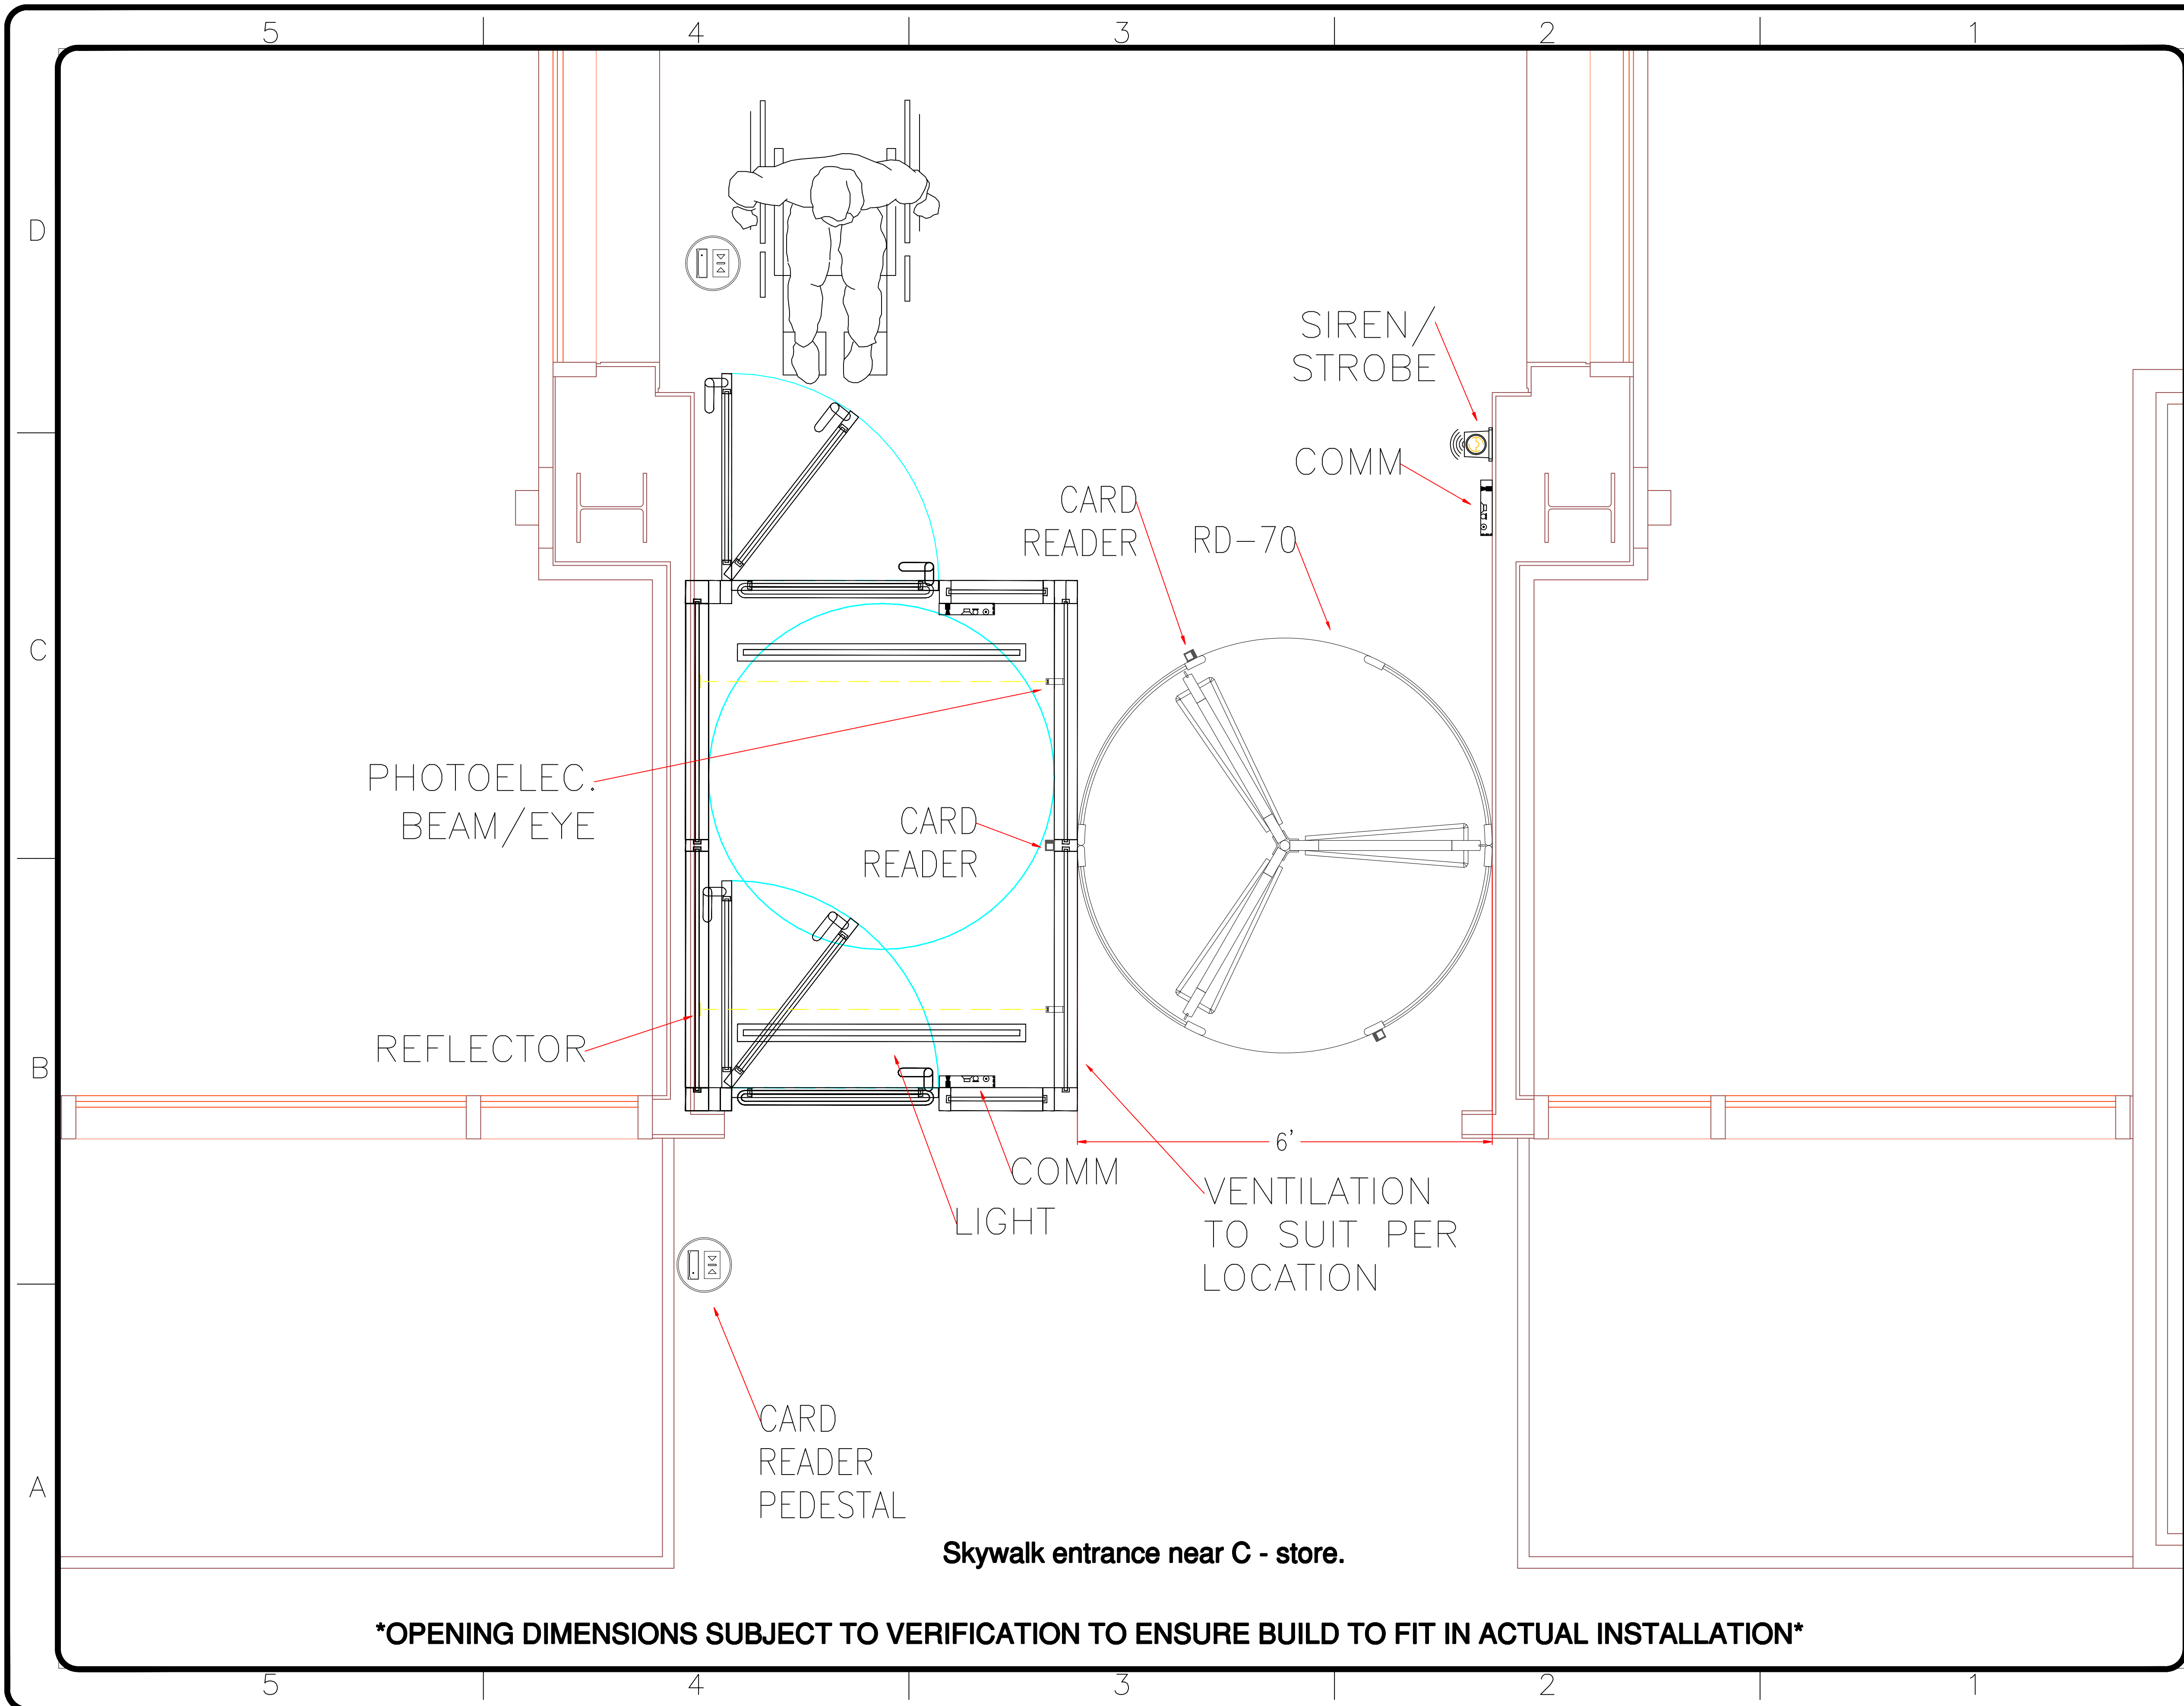 5 4 3 2 1
D
SIREN/
STROBE
COMM
CARD
READER
RD-70
C
PHOTOELEC.
BEAM/EYE
CARD
READER
REFLECTOR
B
6'
COMM
LIGHT
VENTILATION
TO SUIT PER
LOCATION
CARD
READER
PEDESTAL
A
Skywalk entrance near C - store.
*OPENING DIMENSIONS SUBJECT TO VERIFICATION TO ENSURE BUILD TO FIT IN ACTUAL INSTALLATION*
5 4 3 2 1